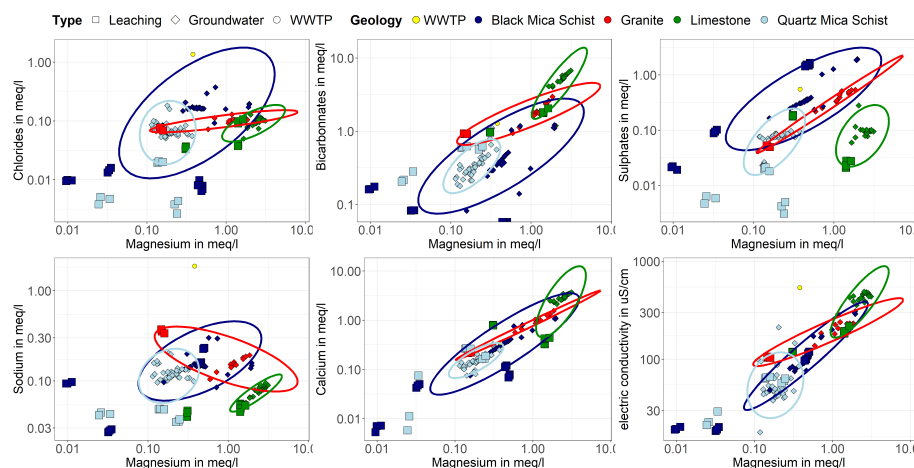 Type Leaching Groundwater WWTP Geology WWTP Black Mica Schist Granite Limestone Quartz Mica Schist
Chlorides in meq/l
1.00
0.10
0.01
0.01 0.10 1.00 10.0
Magnesium in meq/l
Bicarbonates in meq/l
10.0
1.0
0.1
0.01 0.10 1.00 10.0
Magnesium in meq/l
Sulphates in meq/l
1.00
0.10
0.01
0.01 0.10 1.00 10.0
Magnesium in meq/l
Sodium in meq/l
1.00
0.30
0.10
0.03
0.01 0.10 1.00 10.0
Magnesium in meq/l
Calcium in meq/l
10.00
1.00
0.10
0.01
0.01 0.10 1.00 10.0
Magnesium in meq/l
electric conductivity in uS/cm
1000
300
100
30
0.01 0.10 1.00 10.0
Magnesium in meq/l